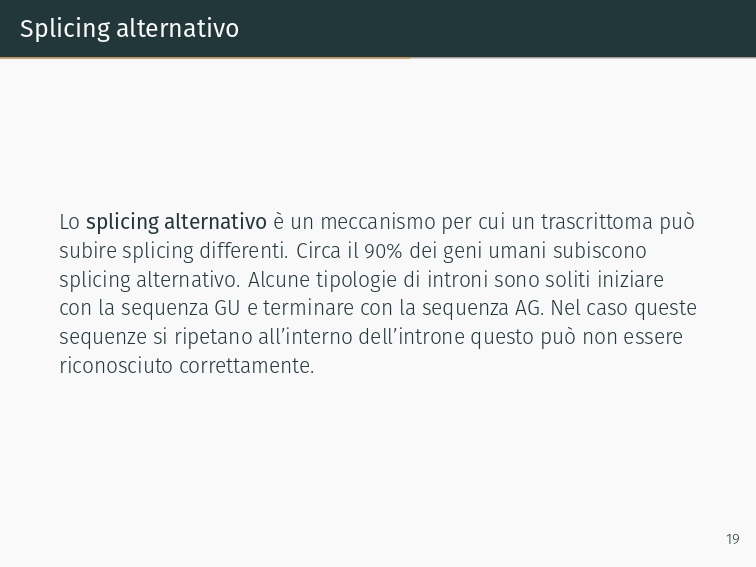 Splicing alternativo
Lo splicing alternativo è un meccanismo per cui un trascrittoma può
subire splicing differenti. Circa il 90% dei geni umani subiscono
splicing alternativo. Alcune tipologie di introni sono soliti iniziare
con la sequenza GU e terminare con la sequenza AG. Nel caso queste
sequenze si ripetano all'interno dell'introne questo può non essere
riconosciuto correttamente.
19